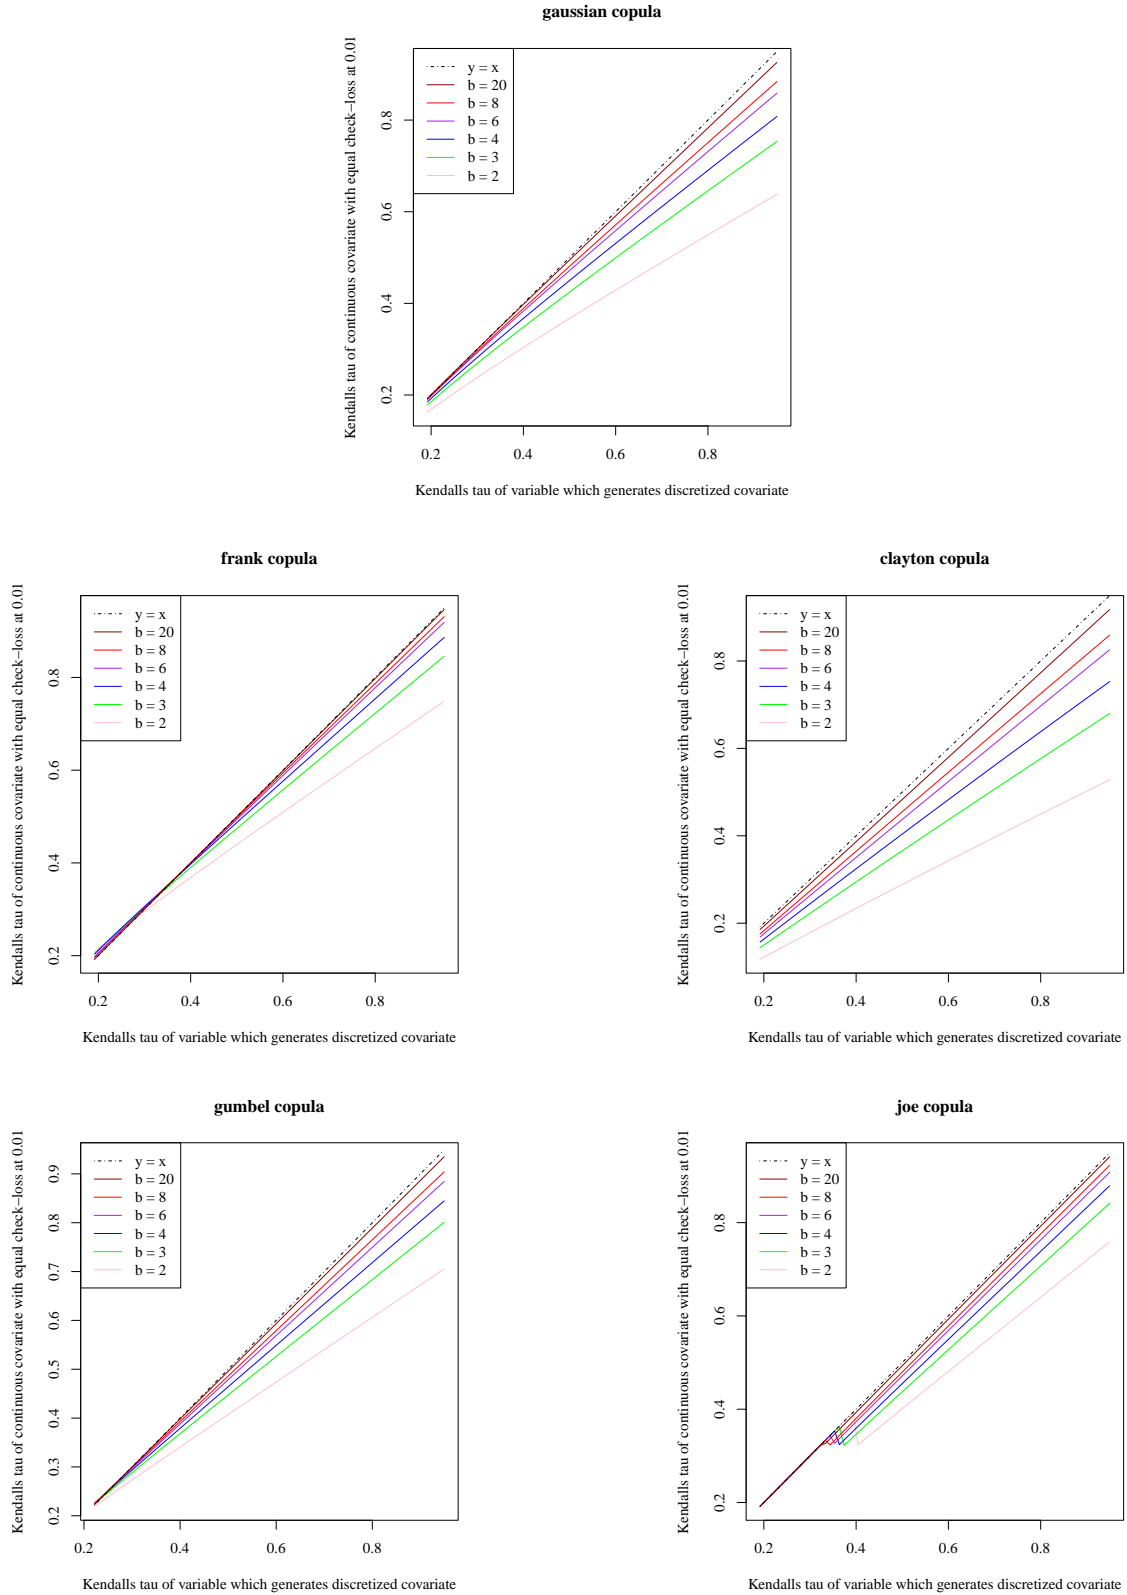 gaussian copula
Kendalls tau of continuous covariate with equal check−loss at 0.01
y = x
b = 20
b = 8
b = 6
b = 4
b = 3
b = 2
0.8
0.6
0.4
0.2
0.2 0.4 0.6 0.8
Kendalls tau of variable which generates discretized covariate
frank copula
Kendalls tau of continuous covariate with equal check−loss at 0.01
y = x
b = 20
b = 8
b = 6
b = 4
b = 3
b = 2
0.8
0.6
0.4
0.2
0.2 0.4 0.6 0.8
Kendalls tau of variable which generates discretized covariate
clayton copula
Kendalls tau of continuous covariate with equal check−loss at 0.01
y = x
b = 20
b = 8
b = 6
b = 4
b = 3
b = 2
0.8
0.6
0.4
0.2
0.2 0.4 0.6 0.8
Kendalls tau of variable which generates discretized covariate
gumbel copula
Kendalls tau of continuous covariate with equal check−loss at 0.01
y = x
b = 20
b = 8
b = 6
b = 4
b = 3
b = 2
0.9
0.8
0.7
0.6
0.5
0.4
0.3
0.2
0.2 0.4 0.6 0.8
Kendalls tau of variable which generates discretized covariate
joe copula
Kendalls tau of continuous covariate with equal check−loss at 0.01
y = x
b = 20
b = 8
b = 6
b = 4
b = 3
b = 2
0.8
0.6
0.4
0.2
0.2 0.4 0.6 0.8
Kendalls tau of variable which generates discretized covariate